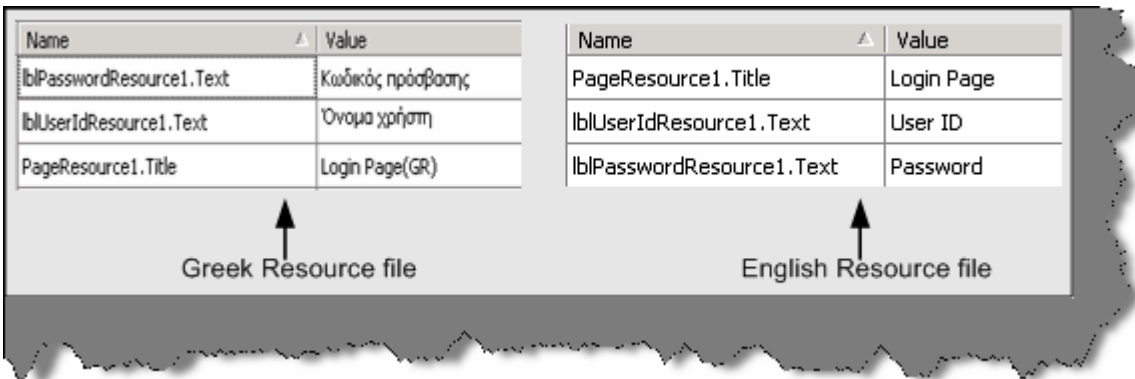 Name Value
lblPasswordResource1.Text Κωδικός πρόσβασης
lblUserIdResource1.Text Όνομα χρήστη
PageResource1.Title Login Page(GR)
Greek Resource file
Name Value
PageResource1.Title Login Page
lblUserIdResource1.Text User ID
lblPasswordResource1.Text Password
English Resource file